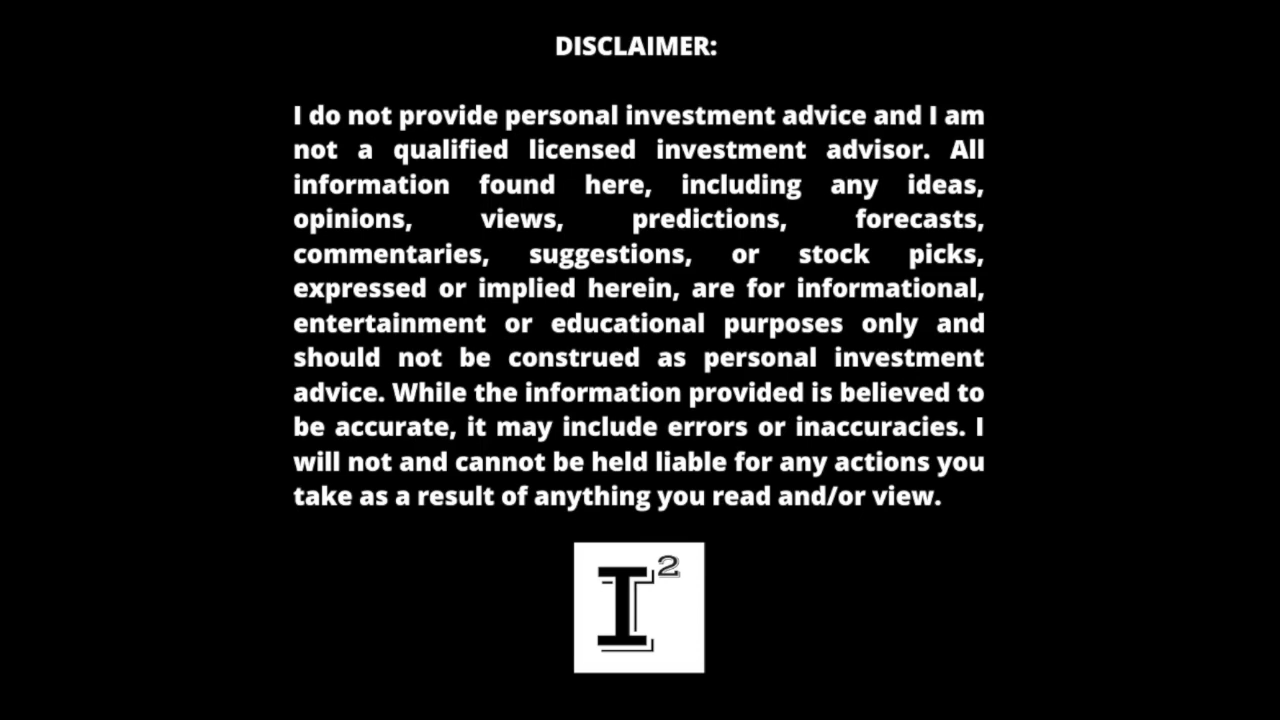 DISCLAIMER:
I do not provide personal investment advice and I am
not a qualified licensed investment advisor. All
information found here, including any ideas,
opinions, views, predictions, forecasts,
commentaries, suggestions, or stock picks,
expressed or implied herein, are for informational,
entertainment or educational purposes only and
should not be construed as personal investment
advice. While the information provided is believed to
be accurate, it may include errors or inaccuracies. I
will not and cannot be held liable for any actions you
take as a result of anything you read and/or view.
I²